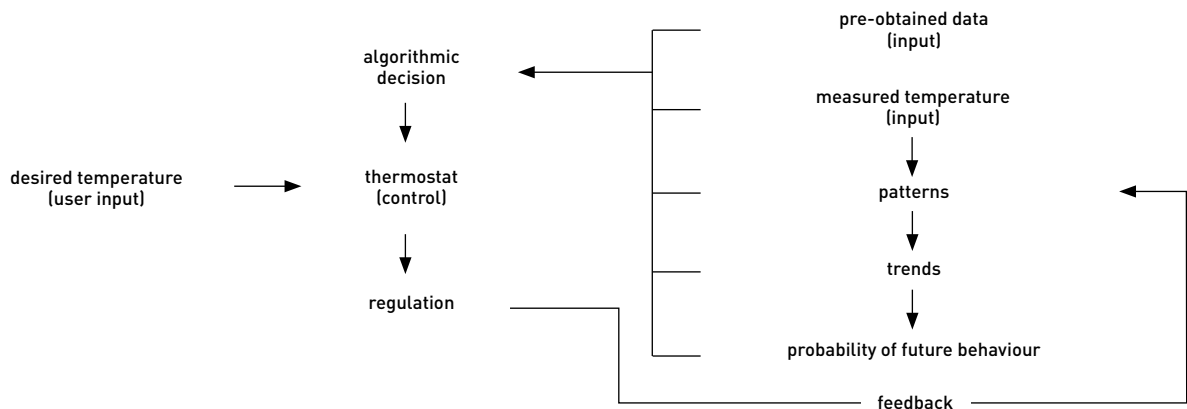 pre-obtained data
(input)
algorithmic
decision
measured temperature
(input)
desired temperature
(user input)
thermostat
(control)
patterns
trends
regulation
probability of future behaviour
feedback